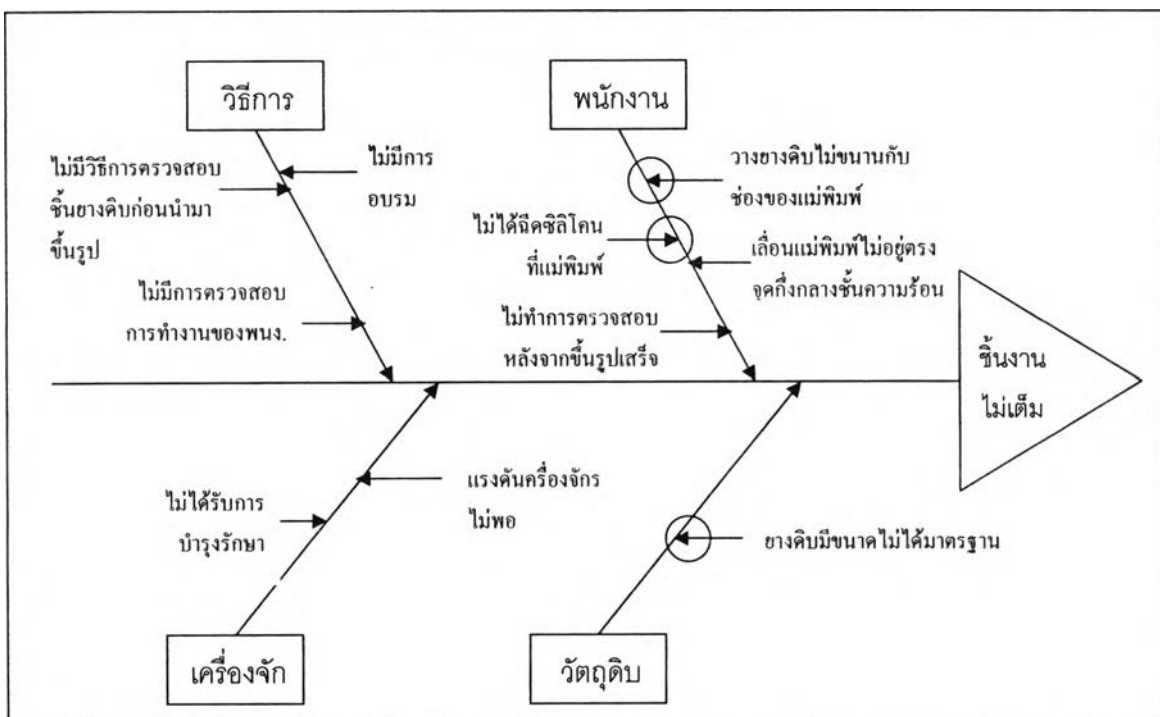 วิธีการ
ไม่มีวิธีการตรวจสอบ
ชิ้นยางดิบก่อนนำมา
ขึ้นรูป
ไม่มีการ
อบรม
ไม่มีการตรวจสอบ
การทำงานของพนง.
พนักงาน
วางยางดิบไม่ขนานกับ
ช่องของแม่พิมพ์
ไม่ได้ฉีดซิลิโคน
ที่แม่พิมพ์
เลื่อนแม่พิมพ์ไม่อยู่ตรง
จุดกึ่งกลางชั้นความร้อน
ไม่ทำการตรวจสอบ
หลังจากขึ้นรูปเสร็จ
ชิ้นงาน
ไม่เต็ม
ไม่ได้รับการ
บำรุงรักษา
แรงดันครื่องจักร
ไม่พอ
เครื่องจัก
ยางดิบมีขนาดไม่ได้มาตรฐาน
วัตถุดิบ